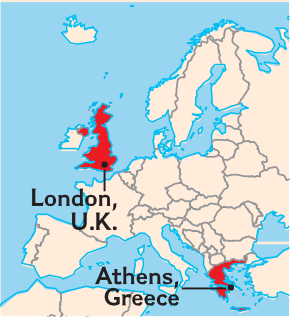 London,
U.K.
Athens,
Greece